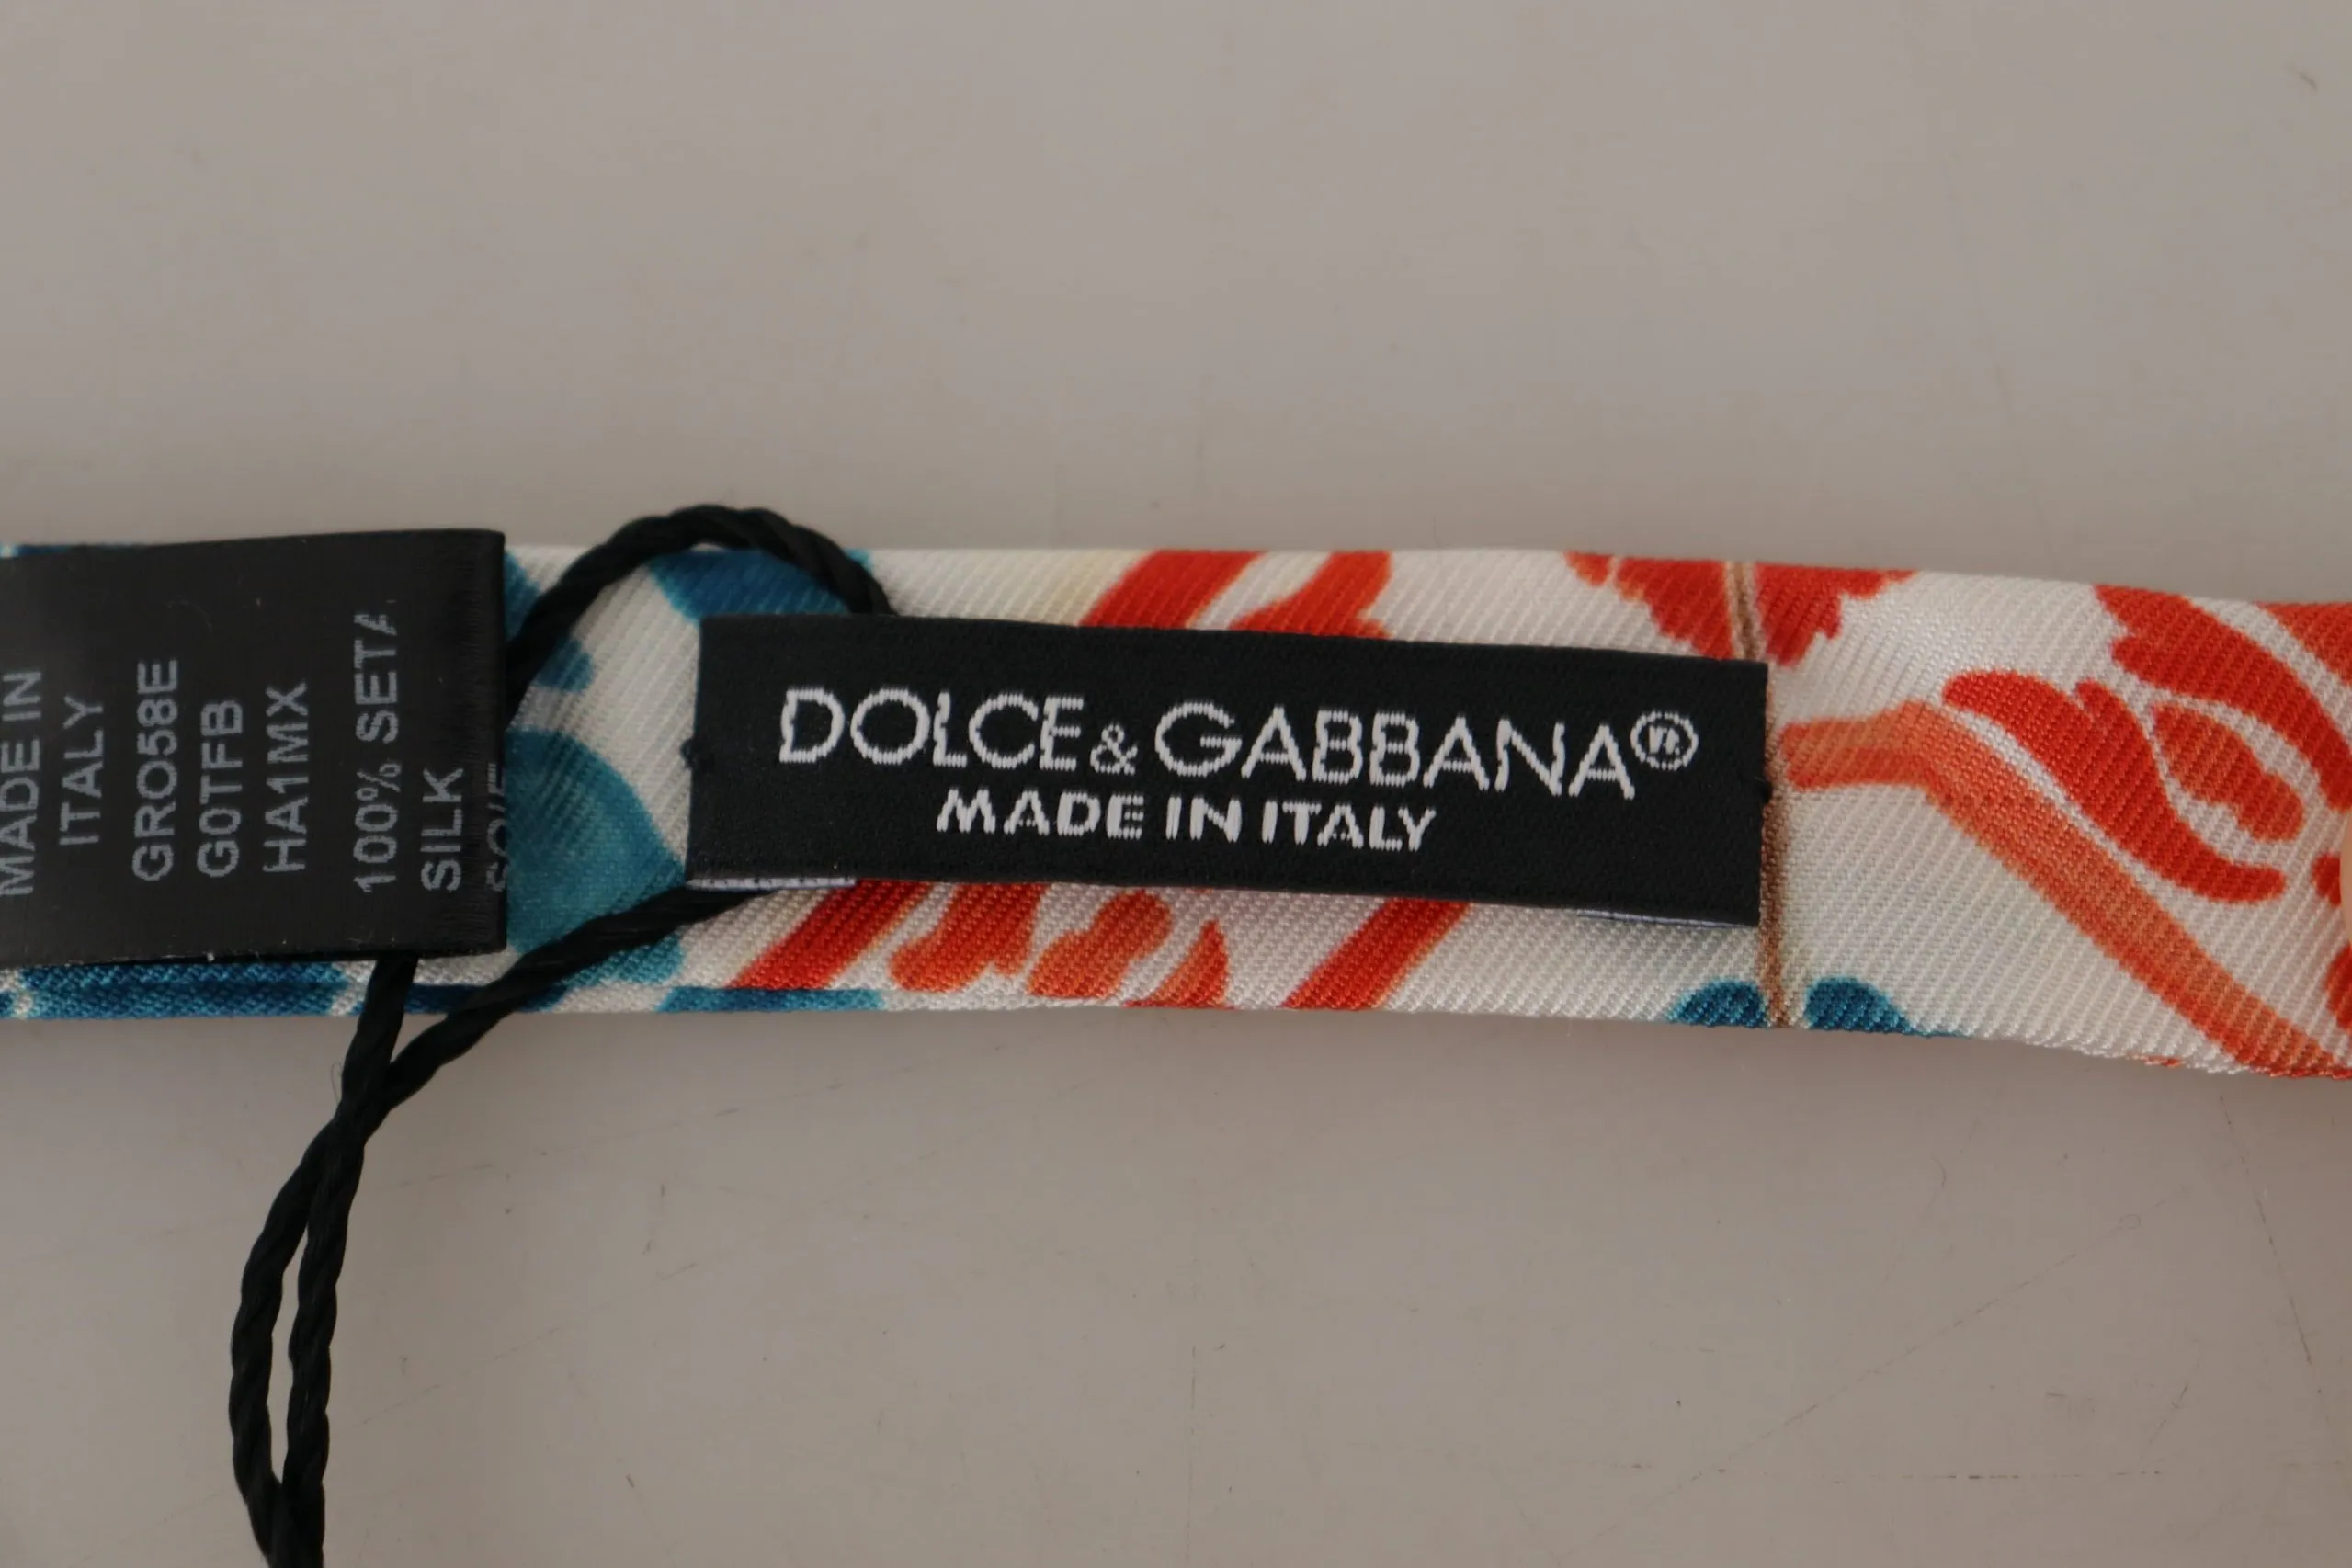 MADE IN
ITALY
GRO58E
G0TFB
HA1MX
100% SETA
SILK
DOLCE & GABBANA®
MADE IN ITALY